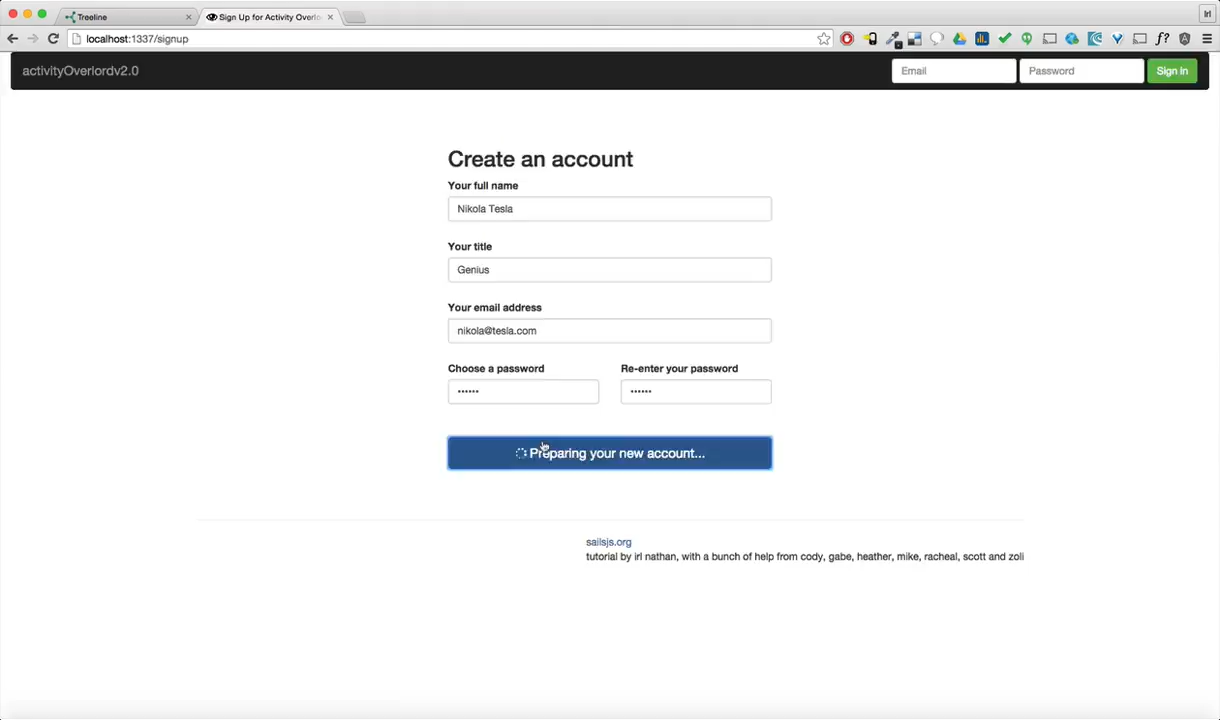 Treeline
Sign Up for Activity Overlo
Irl
localhost:1337/signup
activityOverlordv2.0
Email
Password
Sign in
Create an account
Your full name
Nikola Tesla
Your title
Genius
Your email address
nikola@tesla.com
Choose a password
Re-enter your password
••••••
••••••
Preparing your new account...
sailsjs.org
tutorial by irl nathan, with a bunch of help from cody, gabe, heather, mike, racheal, scott and zoli